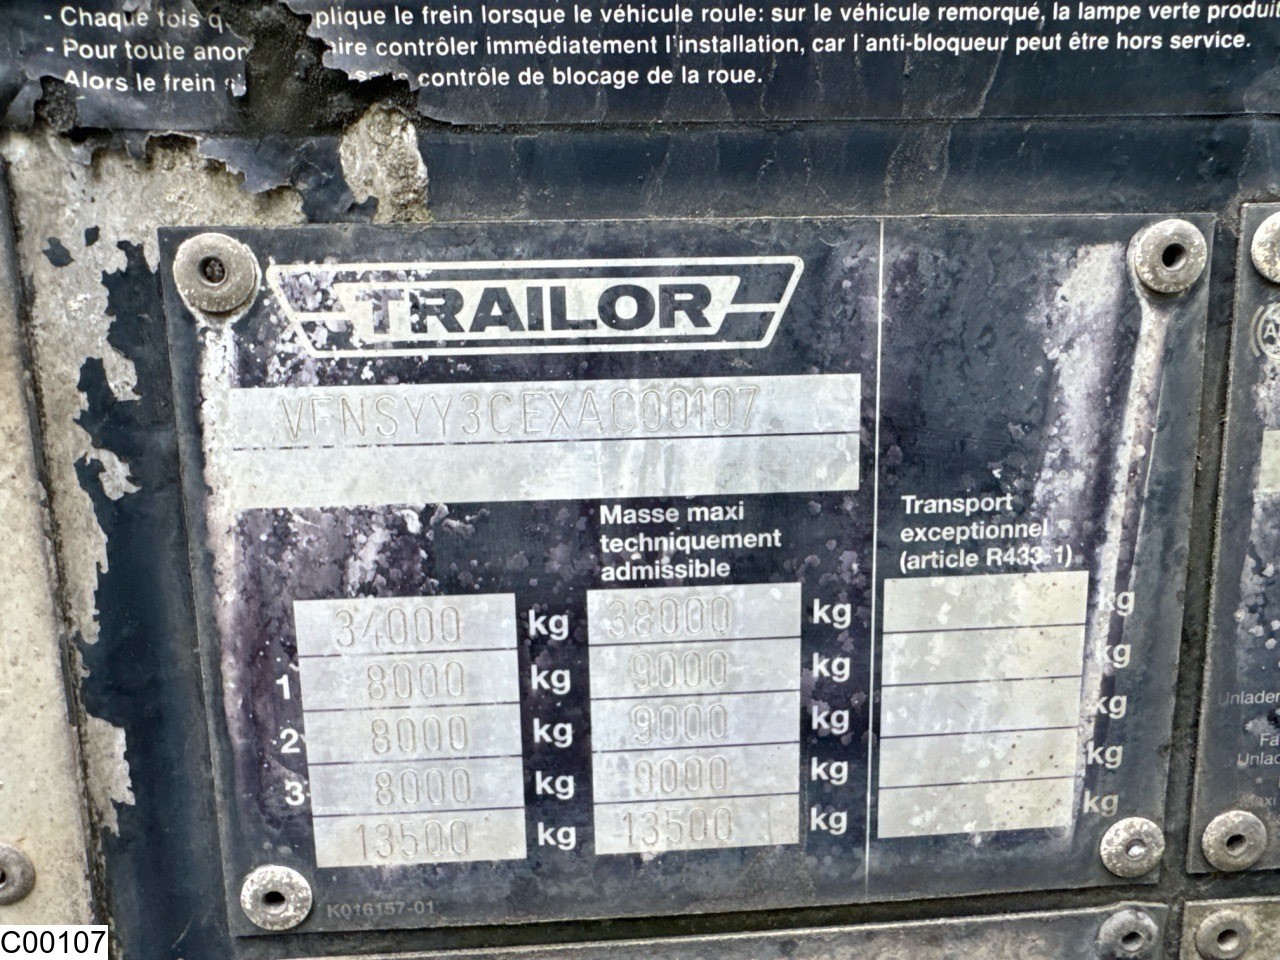 - Chaque fois plique le frein lorsque le véhicule roule: sur le véhicule remorqué, la lampe verte produit
- Pour toute anom aire contrôler immédiatement l'installation, car l'anti-bloqueur peut être hors service.
Alors le frein sans contrôle de blocage de la roue.
TRAILOR
VFNSYY3CEXAC00107
Masse maxi
techniquement
admissible
Transport
exceptionnel
(article R433-1)
34000 kg 38000 kg kg
1 8000 kg 9000 kg kg
2 8000 kg 9000 kg kg
3 8000 kg 9000 kg kg
13500 kg 13500 kg kg
K016157-01
Unladen
Unlad
C00107